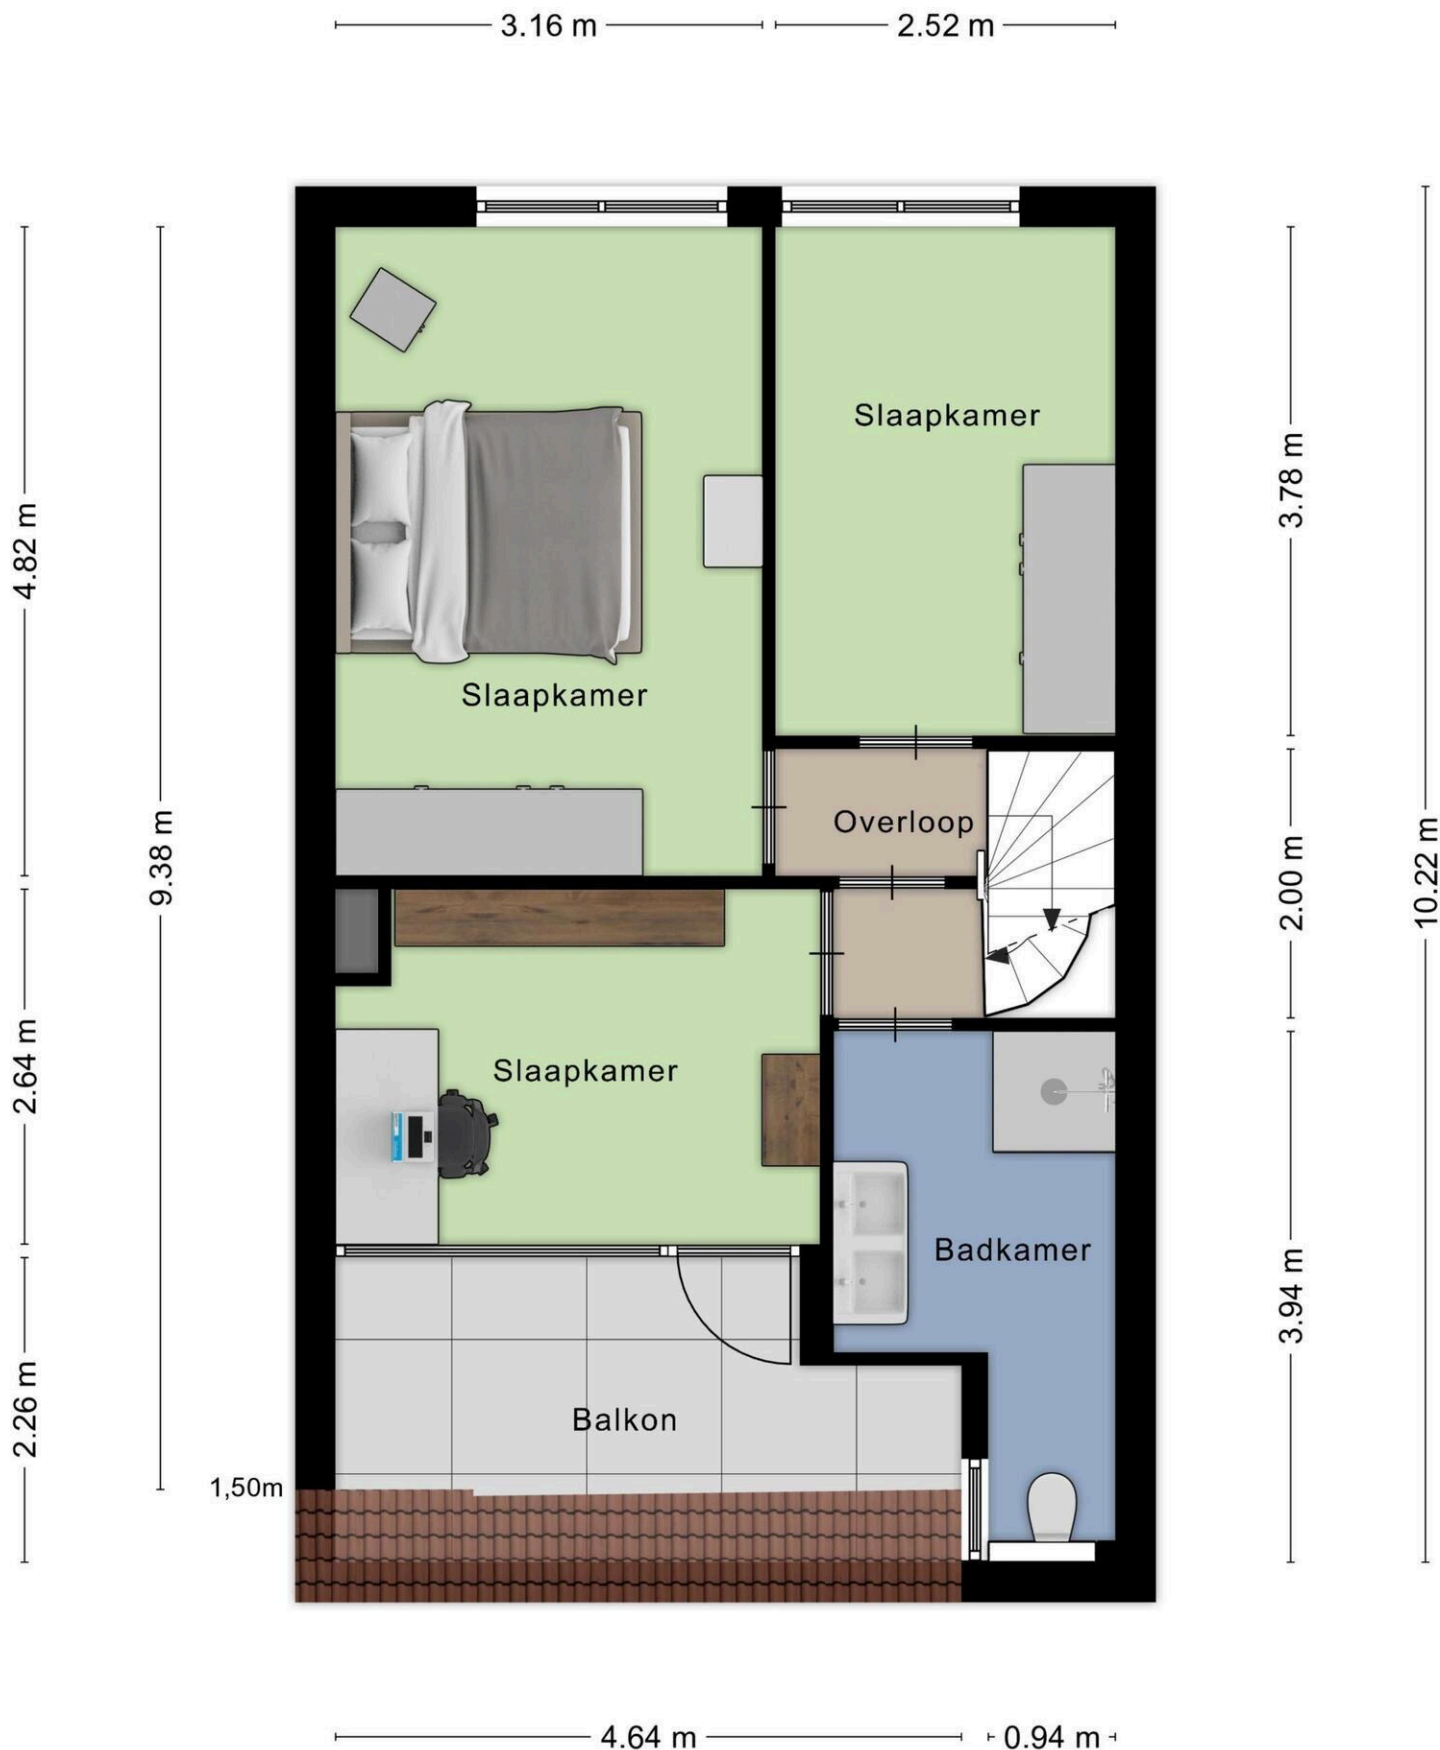 3.16 m
2.52 m
Slaapkamer
3.78 m
4.82 m
Slaapkamer
Overloop
9.38 m
2.00 m
10.22 m
Slaapkamer
2.64 m
Badkamer
3.94 m
Balkon
2.26 m
1,50m
4.64 m
0.94 m